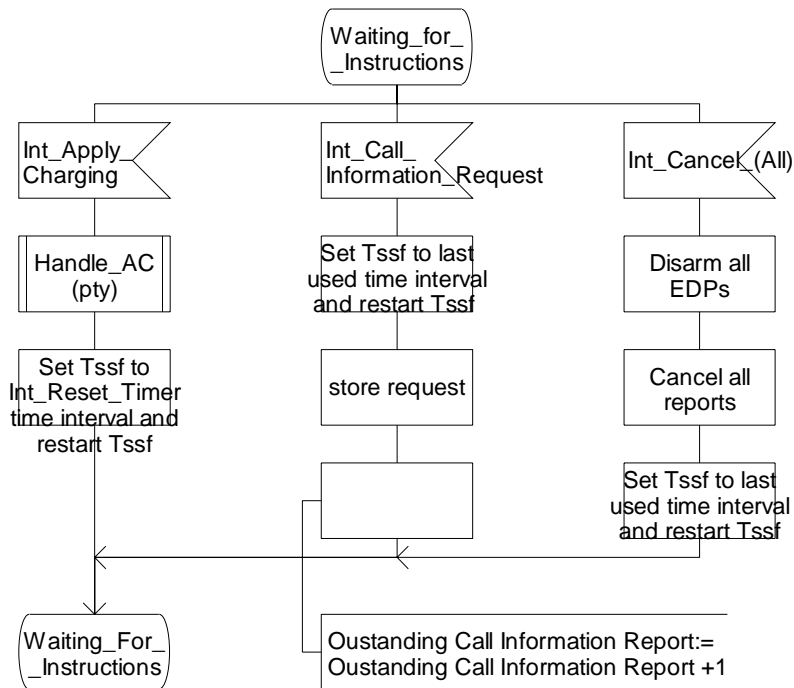 Waiting_for_
_Instructions
Int_Apply_
Charging
Int_Call_
Information_Request
Int_Cancel_(All)
Handle_AC
(pty)
Set Tssf to last
used time interval
and restart Tssf
Disarm all
EDPs
Set Tssf to
Int_Reset_Timer
time interval and
restart Tssf
store request
Cancel all
reports
Set Tssf to last
used time interval
and restart Tssf
Waiting_For_
_Instructions
Oustanding Call Information Report:=
Oustanding Call Information Report +1